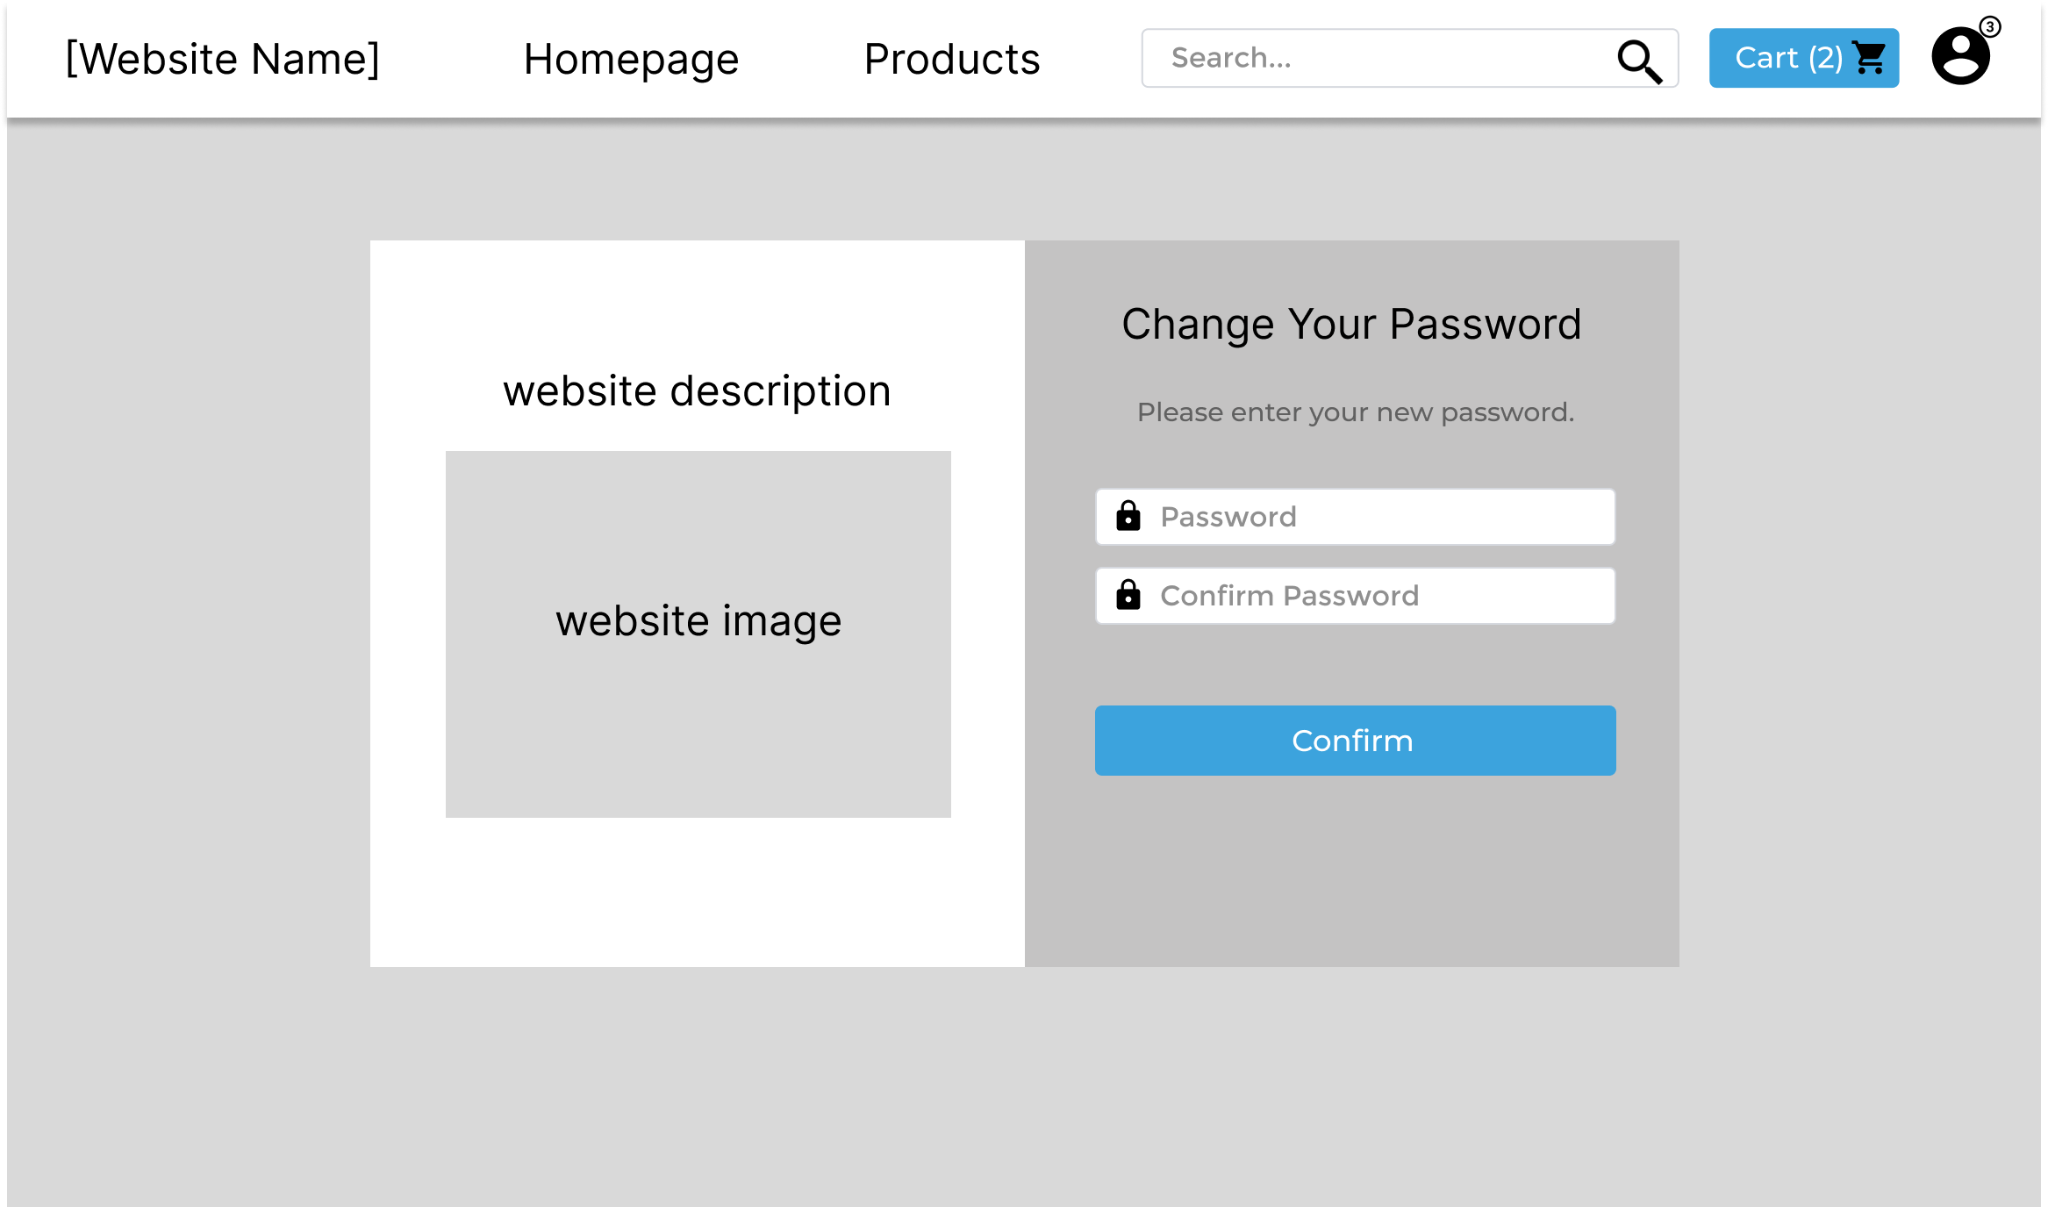 [Website Name] Homepage Products Search... Cart (2) 3
website description
website image
Change Your Password
Please enter your new password.
Password
Confirm Password
Confirm